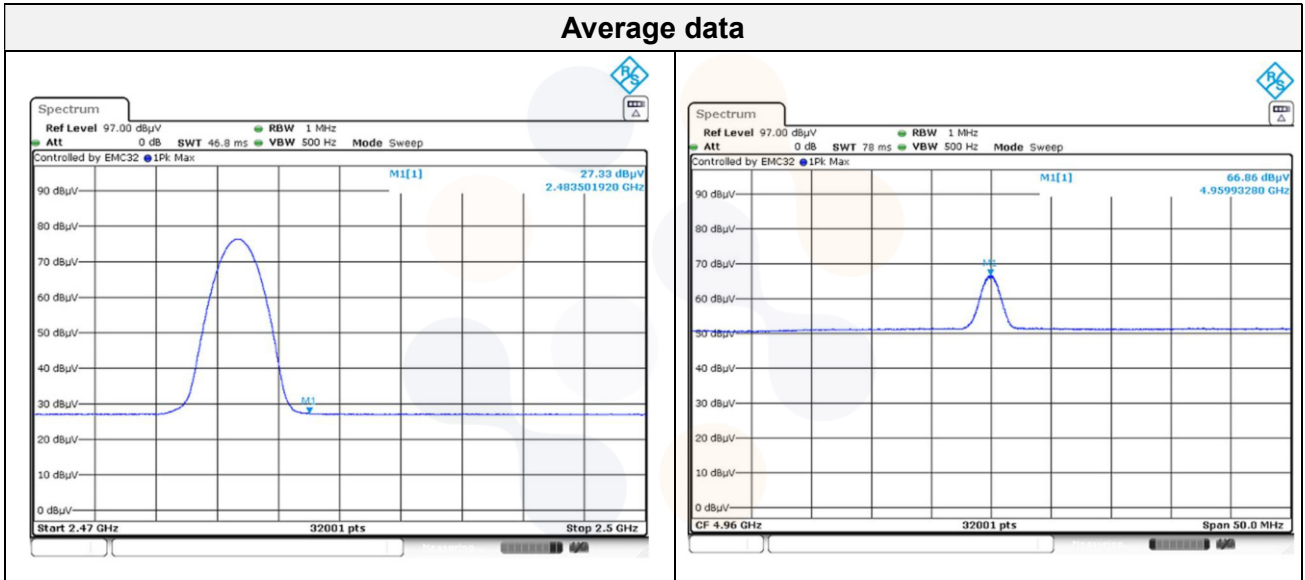 Average data
R&S
Spectrum
Ref Level 97.00 dBµV RBW 1 MHz
Att 0 dB SWT 46.8 ms VBW 500 Hz Mode Sweep
Controlled by EMC32 1Pk Max
M1[1] 27.33 dBµV
2.483501920 GHz
90 dBµV
80 dBµV
70 dBµV
60 dBµV
50 dBµV
40 dBµV
30 dBµV
M1
20 dBµV
10 dBµV
0 dBµV
Start 2.47 GHz 32001 pts Stop 2.5 GHz
R&S
Spectrum
Ref Level 97.00 dBµV RBW 1 MHz
Att 0 dB SWT 78 ms VBW 500 Hz Mode Sweep
Controlled by EMC32 1Pk Max
M1[1] 66.86 dBµV
4.95993280 GHz
90 dBµV
80 dBµV
70 dBµV
M1
60 dBµV
50 dBµV
40 dBµV
30 dBµV
20 dBµV
10 dBµV
0 dBµV
CF 4.96 GHz 32001 pts Span 50.0 MHz